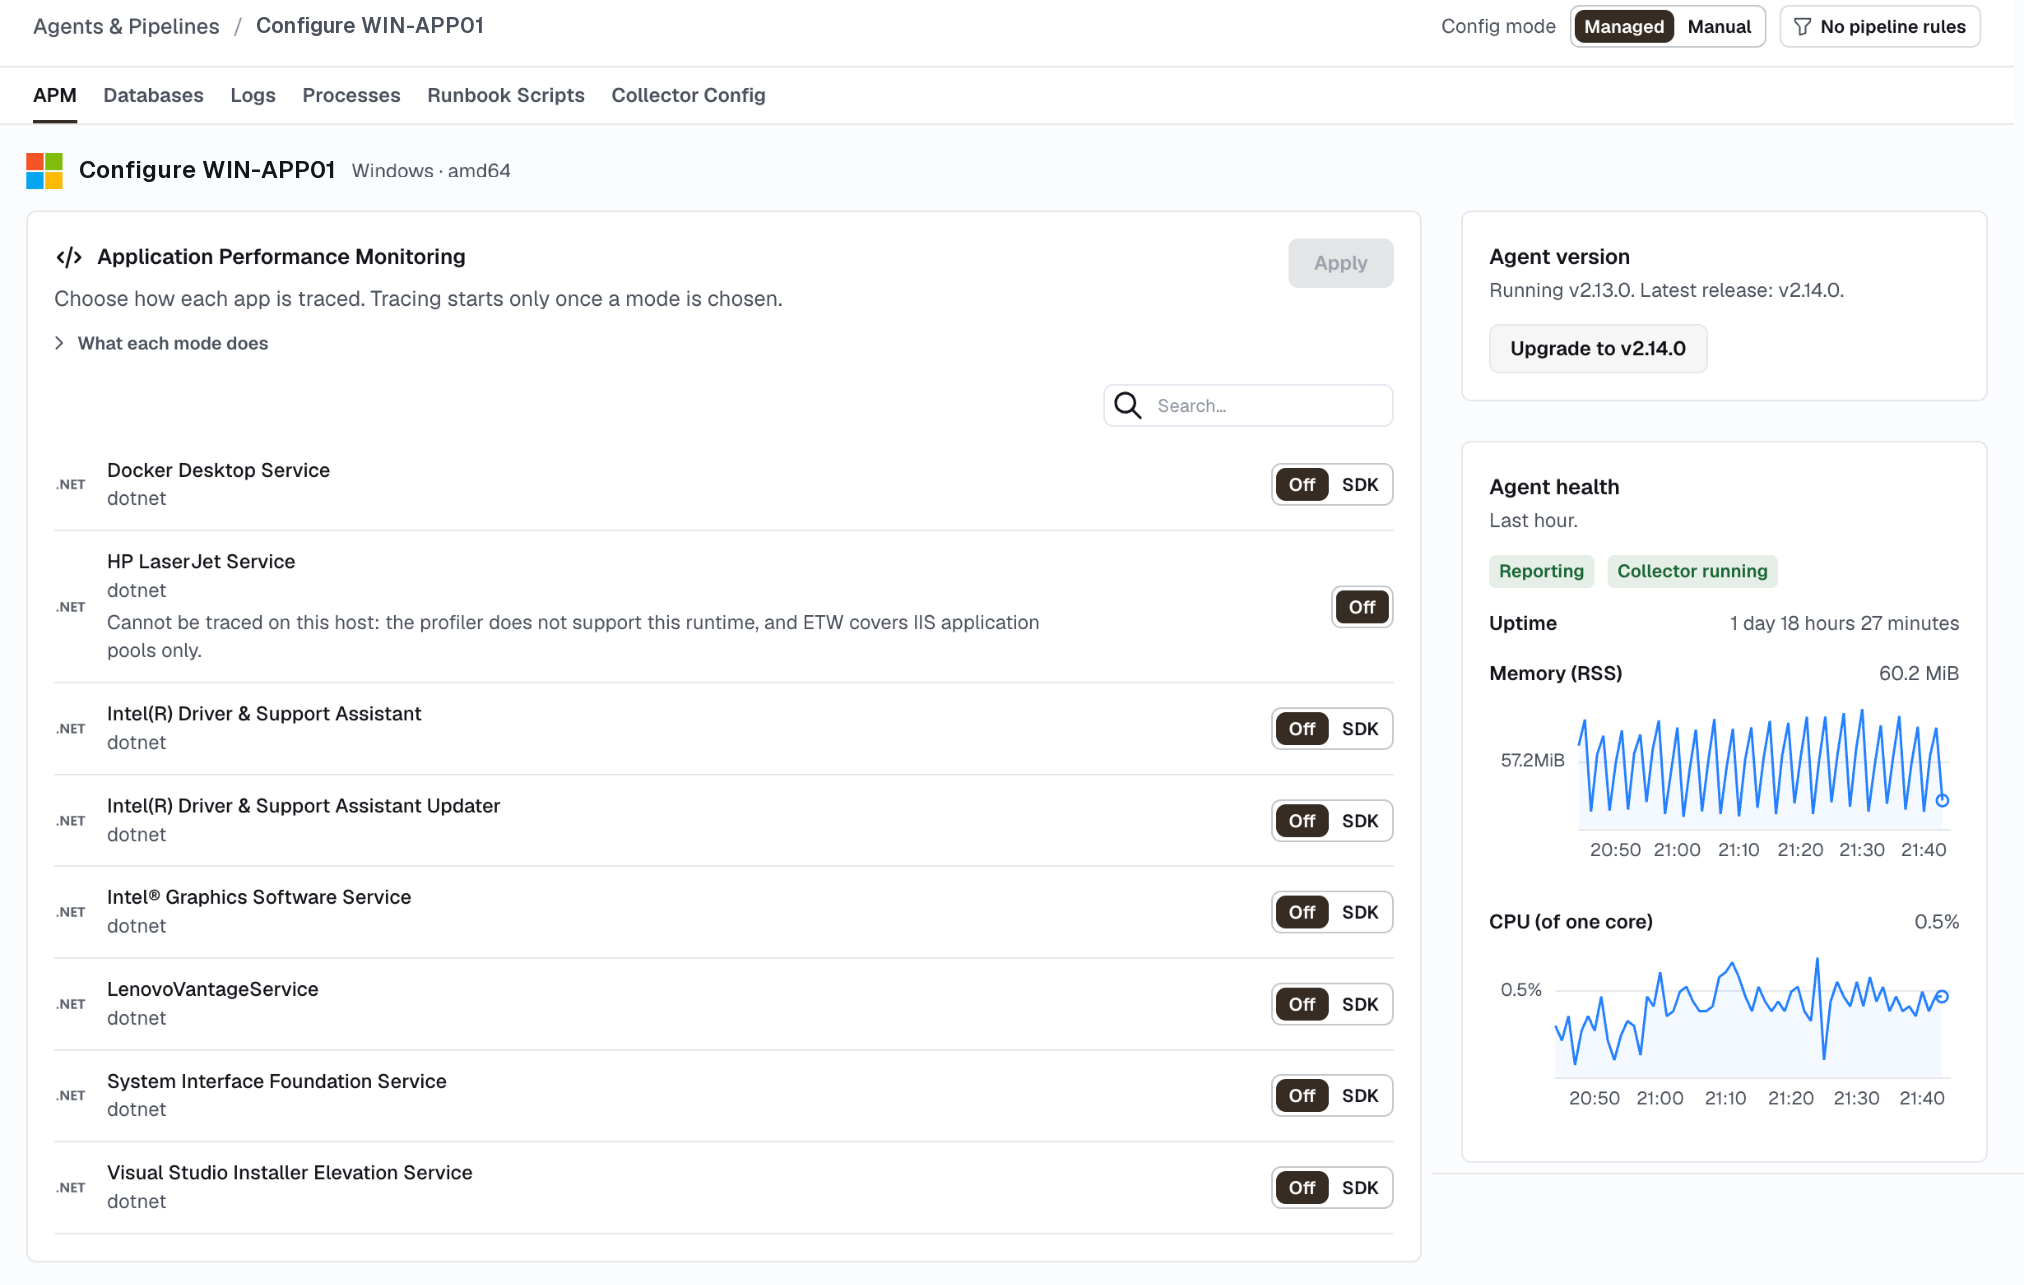 Agents & Pipelines / Configure WIN-APP01
Config mode Managed Manual No pipeline rules
APM Databases Logs Processes Runbook Scripts Collector Config
Configure WIN-APP01 Windows · amd64
</> Application Performance Monitoring
Apply
Choose how each app is traced. Tracing starts only once a mode is chosen.
What each mode does
Search...
.NET
Docker Desktop Service
dotnet
Off SDK
.NET
HP LaserJet Service
dotnet
Cannot be traced on this host: the profiler does not support this runtime, and ETW covers IIS application
pools only.
Off
.NET
Intel(R) Driver & Support Assistant
dotnet
Off SDK
.NET
Intel(R) Driver & Support Assistant Updater
dotnet
Off SDK
.NET
Intel® Graphics Software Service
dotnet
Off SDK
.NET
LenovoVantageService
dotnet
Off SDK
.NET
System Interface Foundation Service
dotnet
Off SDK
.NET
Visual Studio Installer Elevation Service
dotnet
Off SDK
Agent version
Running v2.13.0. Latest release: v2.14.0.
Upgrade to v2.14.0
Agent health
Last hour.
Reporting Collector running
Uptime 1 day 18 hours 27 minutes
Memory (RSS) 60.2 MiB
57.2MiB
20:50 21:00 21:10 21:20 21:30 21:40
CPU (of one core) 0.5%
0.5%
20:50 21:00 21:10 21:20 21:30 21:40